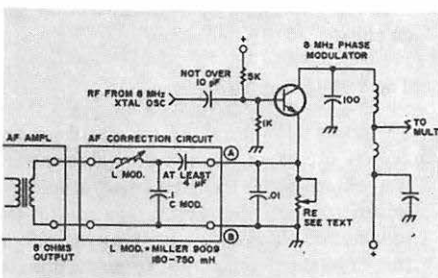 8 MHz PHASE
MODULATOR
+
+
NOT OVER
10 pF
5K
RF FROM 8 MHz
XTAL OSC
100
1K
TO
MULT
AF AMPL
AF CORRECTION CIRCUIT
A
L MOD.
AT LEAST
4 µF
.1
C MOD.
.01
RE
SEE TEXT
B
8 OHMS
OUTPUT
L MOD. = MILLER 9009
180-750 mH
+